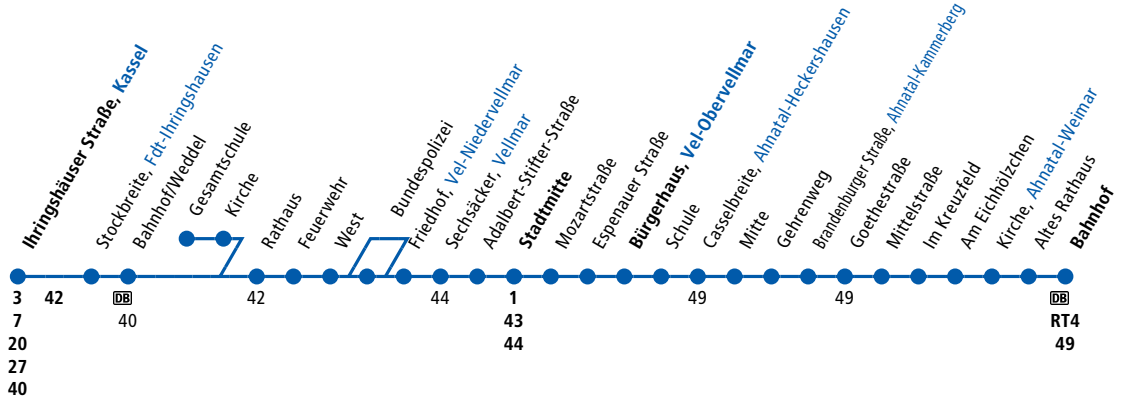 Ihringshäuser Straße, Kassel
Stockbreite, Fdt-Ihringshausen
Bahnhof/Weddel
Gesamtschule
Kirche
Rathaus
Feuerwehr
West
Bundespolizei
Friedhof, Vel-Niedervellmar
Sechsäcker, Vellmar
Adalbert-Stifter-Straße
Stadtmitte
Mozartstraße
Espenauer Straße
Bürgerhaus, Vel-Obervellmar
Schule
Casselbreite, Ahnatal-Heckershausen
Mitte
Gehrenweg
Brandenburger Straße, Ahnatal-Kammerberg
Goethestraße
Mittelstraße
Im Kreuzfeld
Am Eichhölzchen
Kirche, Ahnatal-Weimar
Altes Rathaus
Bahnhof
3 42 DB 42 44 1 49 49 DB
7 40 43 RT4
20 44 49
27
40